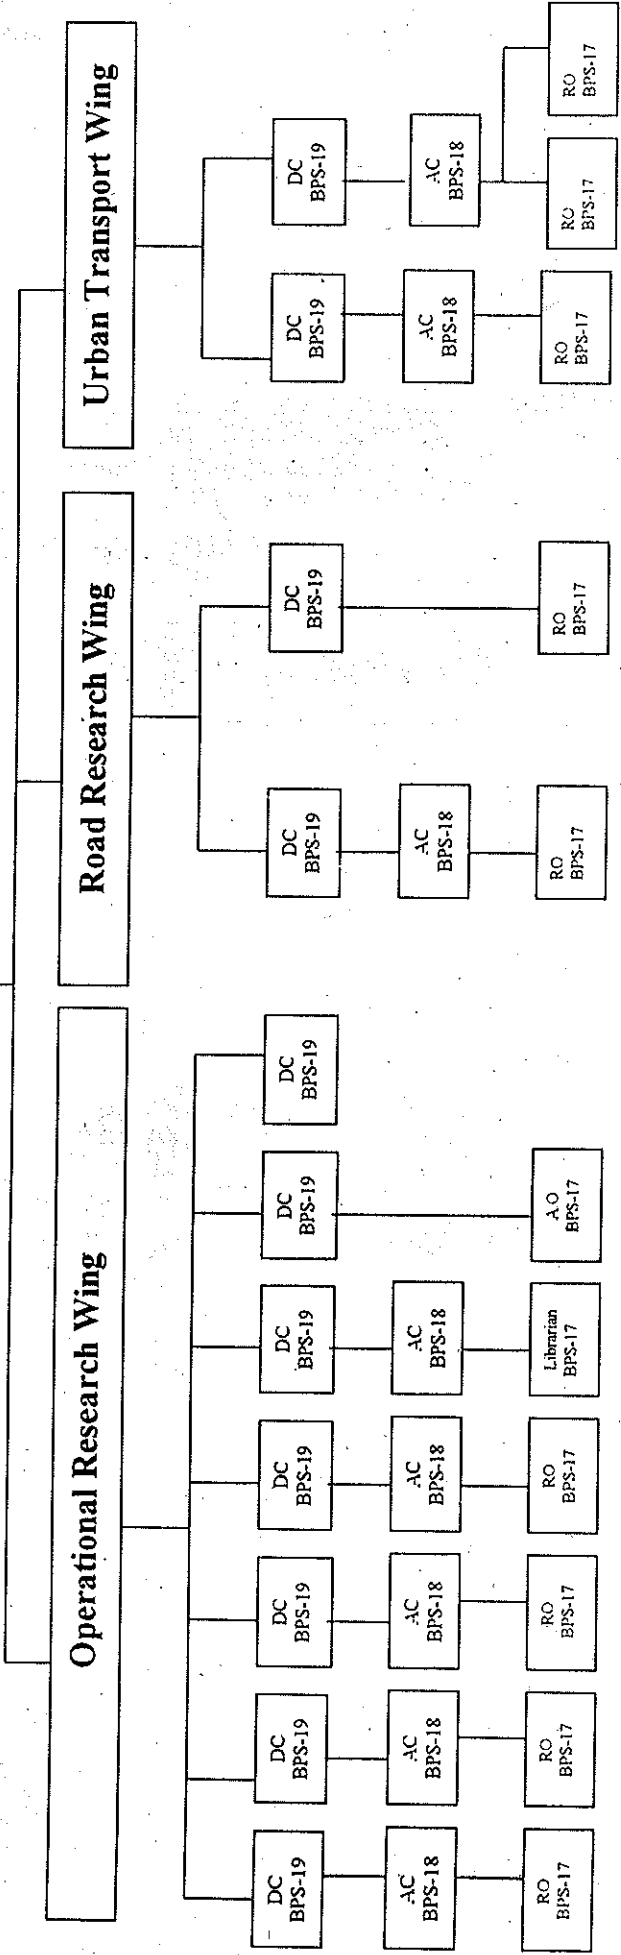 Operational Research Wing
Road Research Wing
Urban Transport Wing
DC
BPS-19
DC
BPS-19
DC
BPS-19
DC
BPS-19
DC
BPS-19
DC
BPS-19
DC
BPS-19
DC
BPS-19
DC
BPS-19
DC
BPS-19
DC
BPS-19
AC
BPS-18
AC
BPS-18
AC
BPS-18
AC
BPS-18
AC
BPS-18
AC
BPS-18
AC
BPS-18
AC
BPS-18
RO
BPS-17
RO
BPS-17
RO
BPS-17
RO
BPS-17
Librarian
BPS-17
A.O
BPS-17
RO
BPS-17
RO
BPS-17
RO
BPS-17
RO
BPS-17
RO
BPS-17